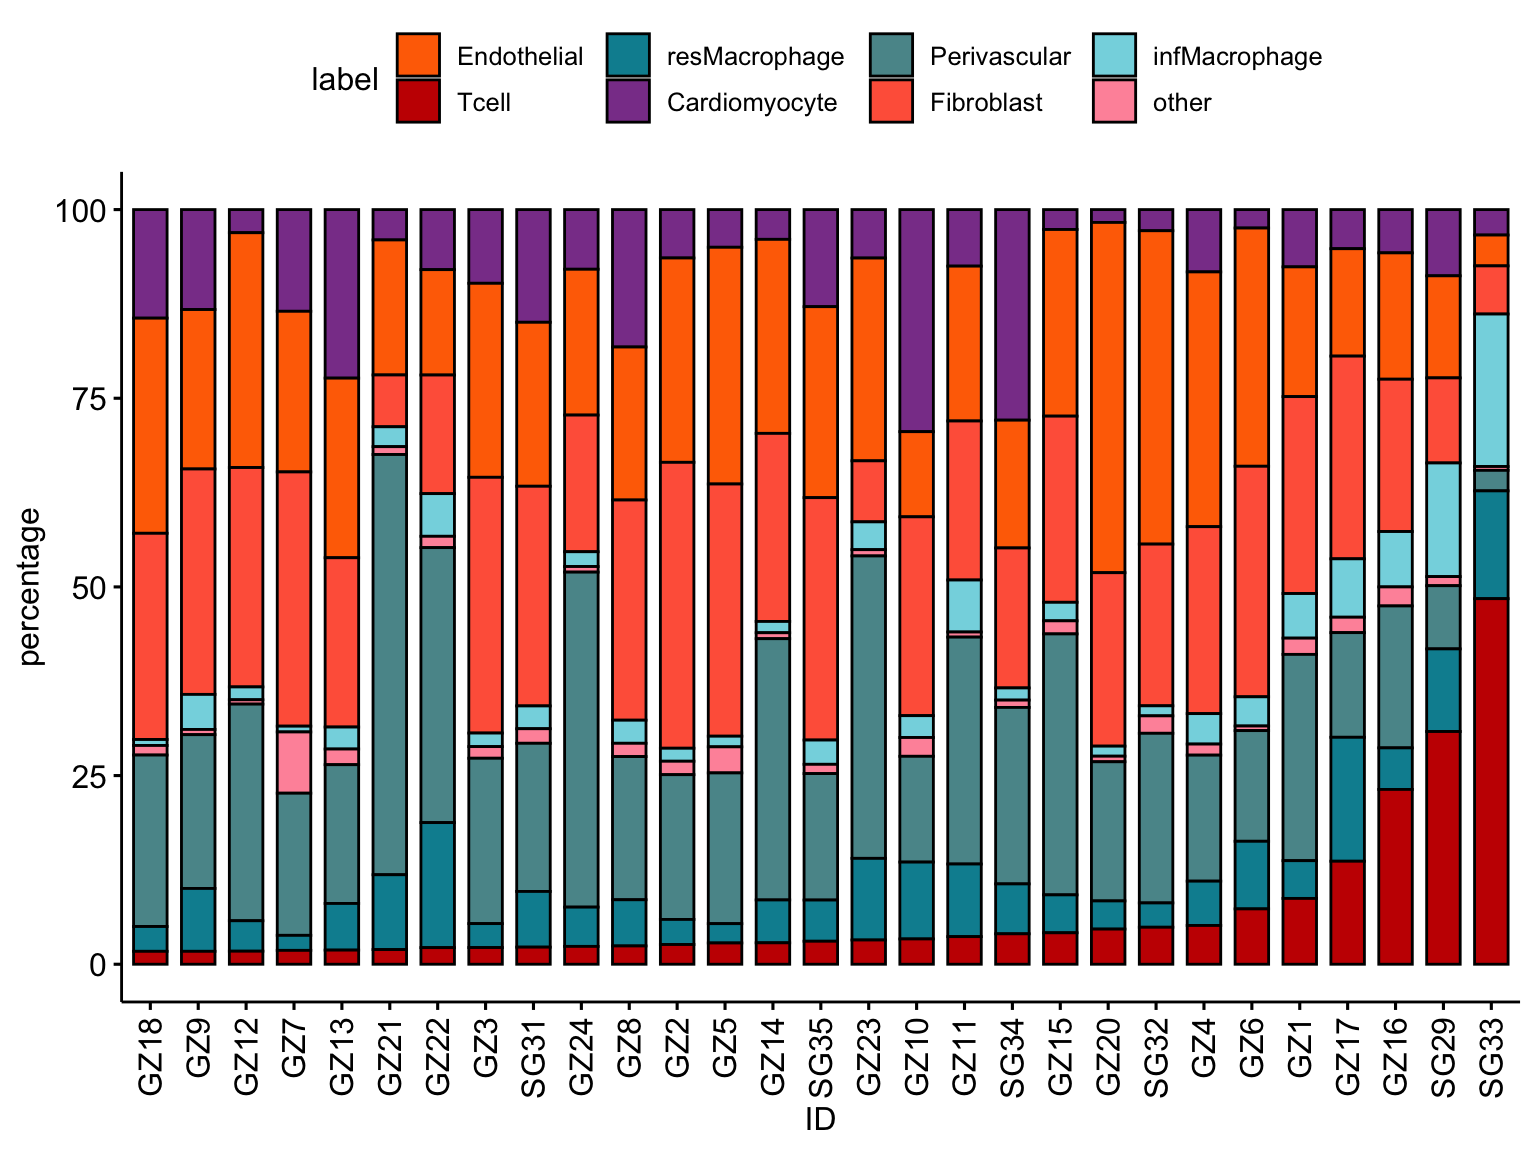 label
Endothelial resMacrophage Perivascular infMacrophage
Tcell Cardiomyocyte Fibroblast other
percentage
100
75
50
25
0
GZ18 GZ9 GZ12 GZ7 GZ13 GZ21 GZ22 GZ3 SG31 GZ24 GZ8 GZ2 GZ5 GZ14 SG35 GZ23 GZ10 GZ11 SG34 GZ15 GZ20 SG32 GZ4 GZ6 GZ1 GZ17 GZ16 SG29 SG33
ID